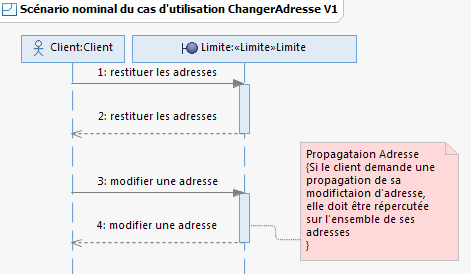 Scénario nominal du cas d'utilisation ChangerAdresse V1
Client:Client
Limite:«Limite»Limite
1: restituer les adresses
2: restituer les adresses
3: modifier une adresse
4: modifier une adresse
Propagataion Adresse
{Si le client demande une
propagation de sa
modifictaion d'adresse,
elle doit être répercutée
sur l'ensemble de ses
adresses
}